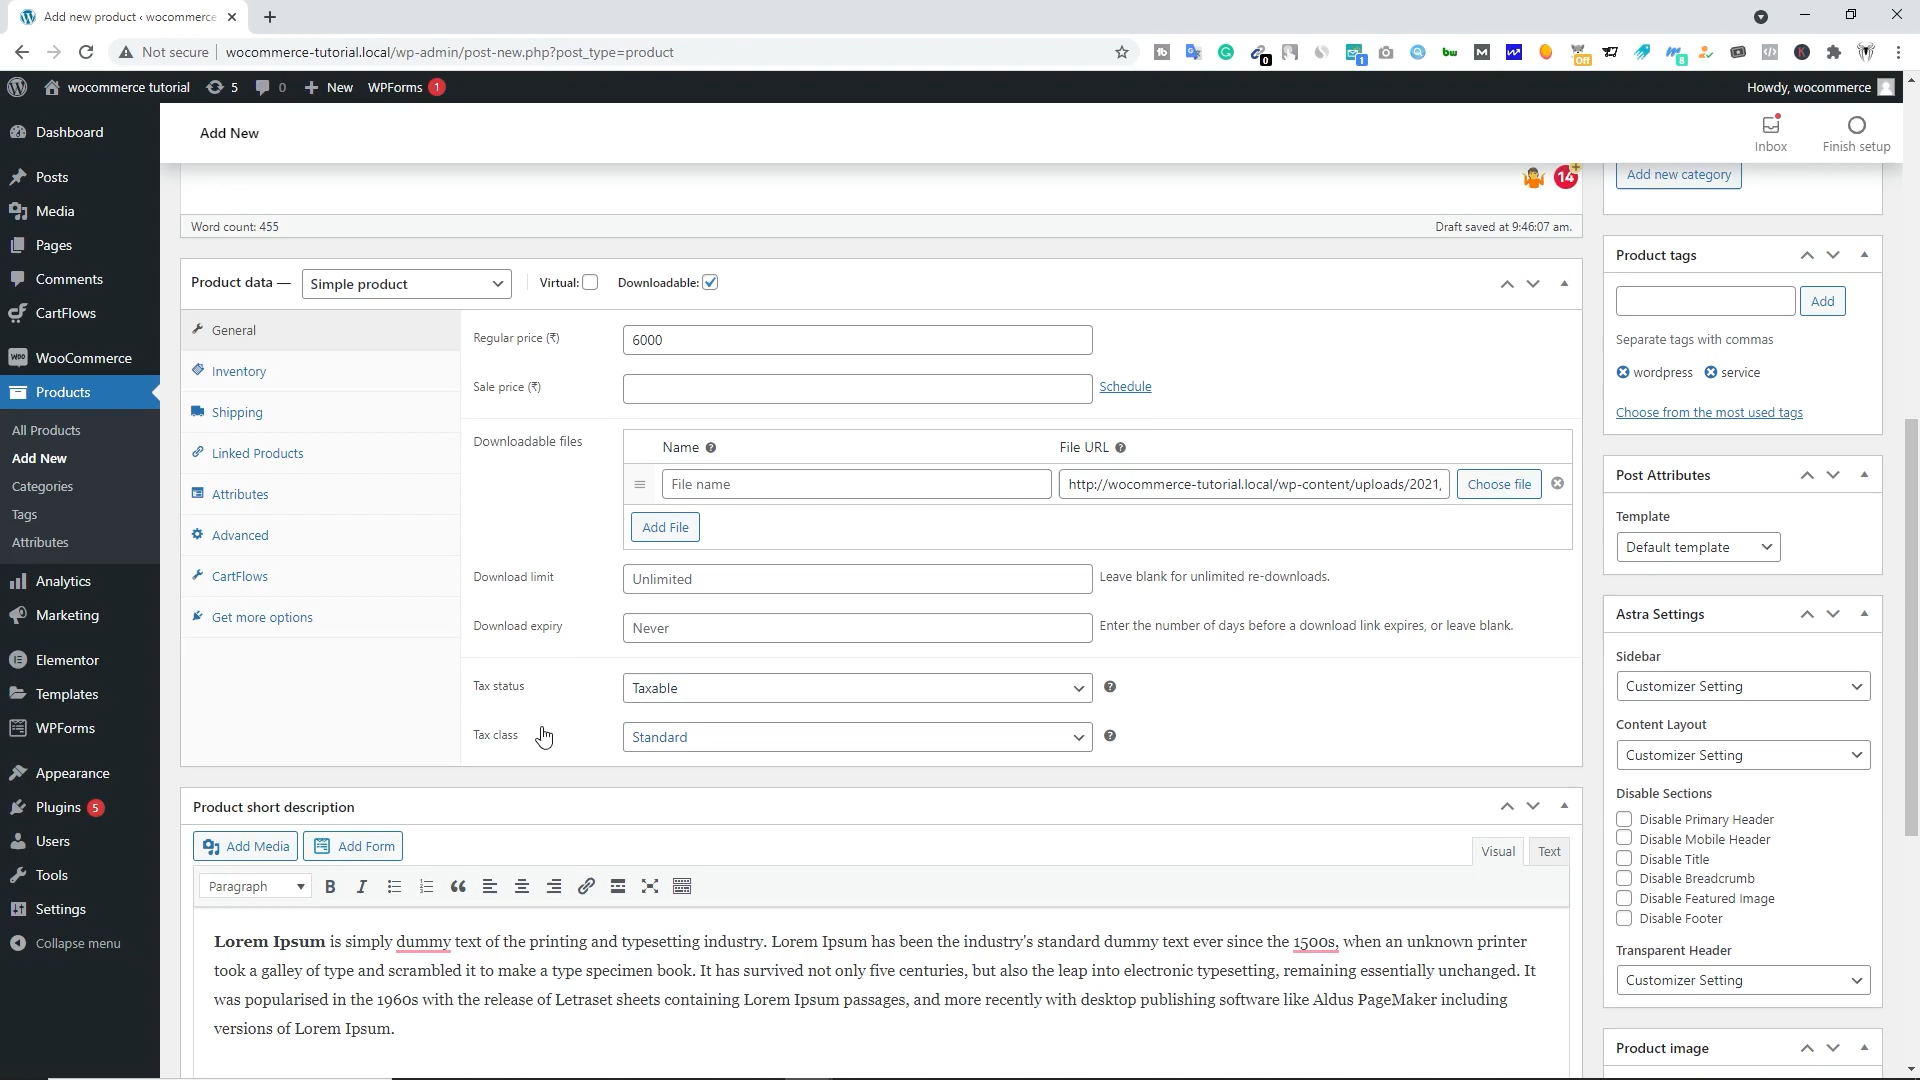 Add new product ‹ wocommerce
Not secure
wocommerce-tutorial.local/wp-admin/post-new.php?post_type=product
0
1
bw
Off
8
wocommerce tutorial
5
0
New
WPForms
1
Howdy, wocommerce
Dashboard
Posts
Media
Pages
Comments
CartFlows
WooCommerce
Products
All Products
Add New
Categories
Tags
Attributes
Analytics
Marketing
Elementor
Templates
WPForms
Appearance
Plugins 5
Users
Tools
Settings
Collapse menu
Add New
Inbox
Finish setup
14
Word count: 455
Draft saved at 9:46:07 am.
Product data —
Simple product
Virtual:
Downloadable:
General
Inventory
Shipping
Linked Products
Attributes
Advanced
CartFlows
Get more options
Regular price (₹)
6000
Sale price (₹)
Schedule
Downloadable files
Name
File URL
File name
http://wocommerce-tutorial.local/wp-content/uploads/2021,
Choose file
Add File
Download limit
Unlimited
Leave blank for unlimited re-downloads.
Download expiry
Never
Enter the number of days before a download link expires, or leave blank.
Tax status
Taxable
Tax class
Standard
Product short description
Add Media
Add Form
Visual
Text
Paragraph
Lorem Ipsum is simply dummy text of the printing and typesetting industry. Lorem Ipsum has been the industry's standard dummy text ever since the 1500s, when an unknown printer
took a galley of type and scrambled it to make a type specimen book. It has survived not only five centuries, but also the leap into electronic typesetting, remaining essentially unchanged. It
was popularised in the 1960s with the release of Letraset sheets containing Lorem Ipsum passages, and more recently with desktop publishing software like Aldus PageMaker including
versions of Lorem Ipsum.
Add new category
Product tags
Add
Separate tags with commas
wordpress
service
Choose from the most used tags
Post Attributes
Template
Default template
Astra Settings
Sidebar
Customizer Setting
Content Layout
Customizer Setting
Disable Sections
Disable Primary Header
Disable Mobile Header
Disable Title
Disable Breadcrumb
Disable Featured Image
Disable Footer
Transparent Header
Customizer Setting
Product image